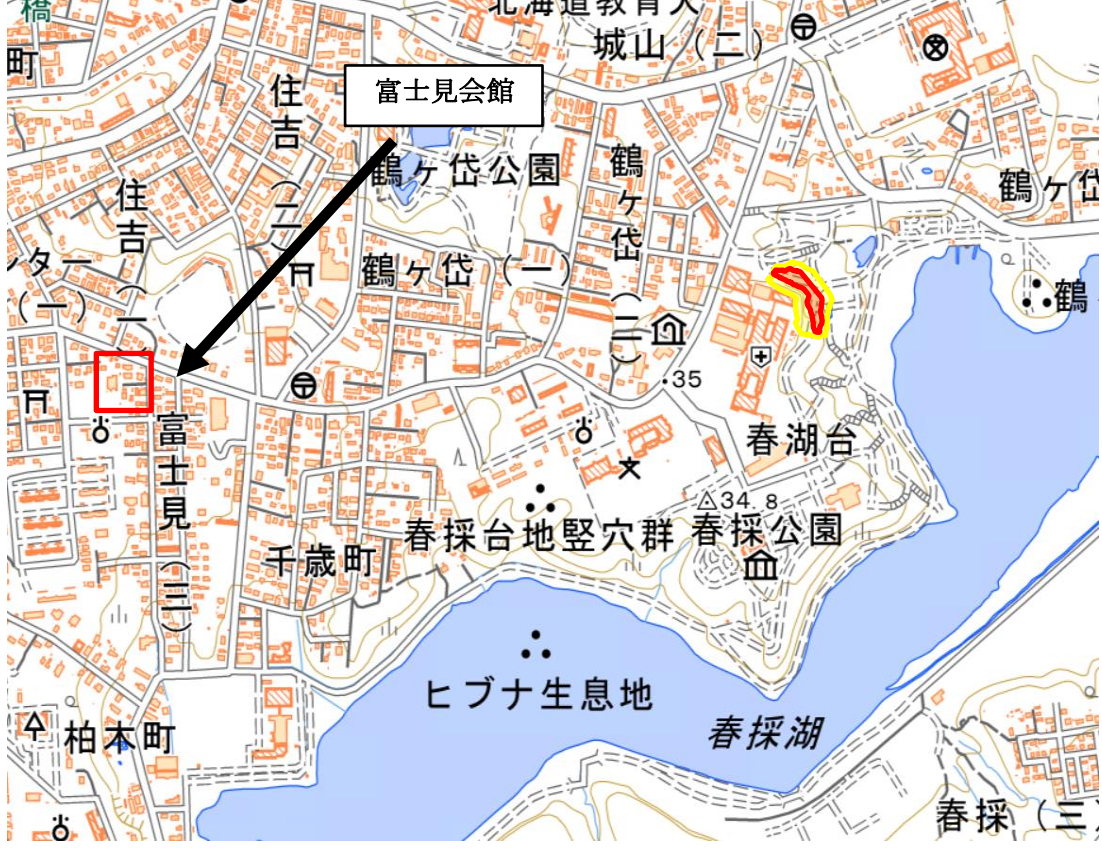 橋
北海道教育大
城山（二）
町
住吉（二）
富士見会館
鶴ヶ岱公園
鶴ヶ岱（二）
鶴ヶ岱
住吉（一）
ター
（一）
鶴ヶ岱（一）
鶴
35
富士見（三）
春湖台
34.8
春採台地竪穴群
春採公園
千歳町
ヒブナ生息地
春採湖
柏木町
春採（三）